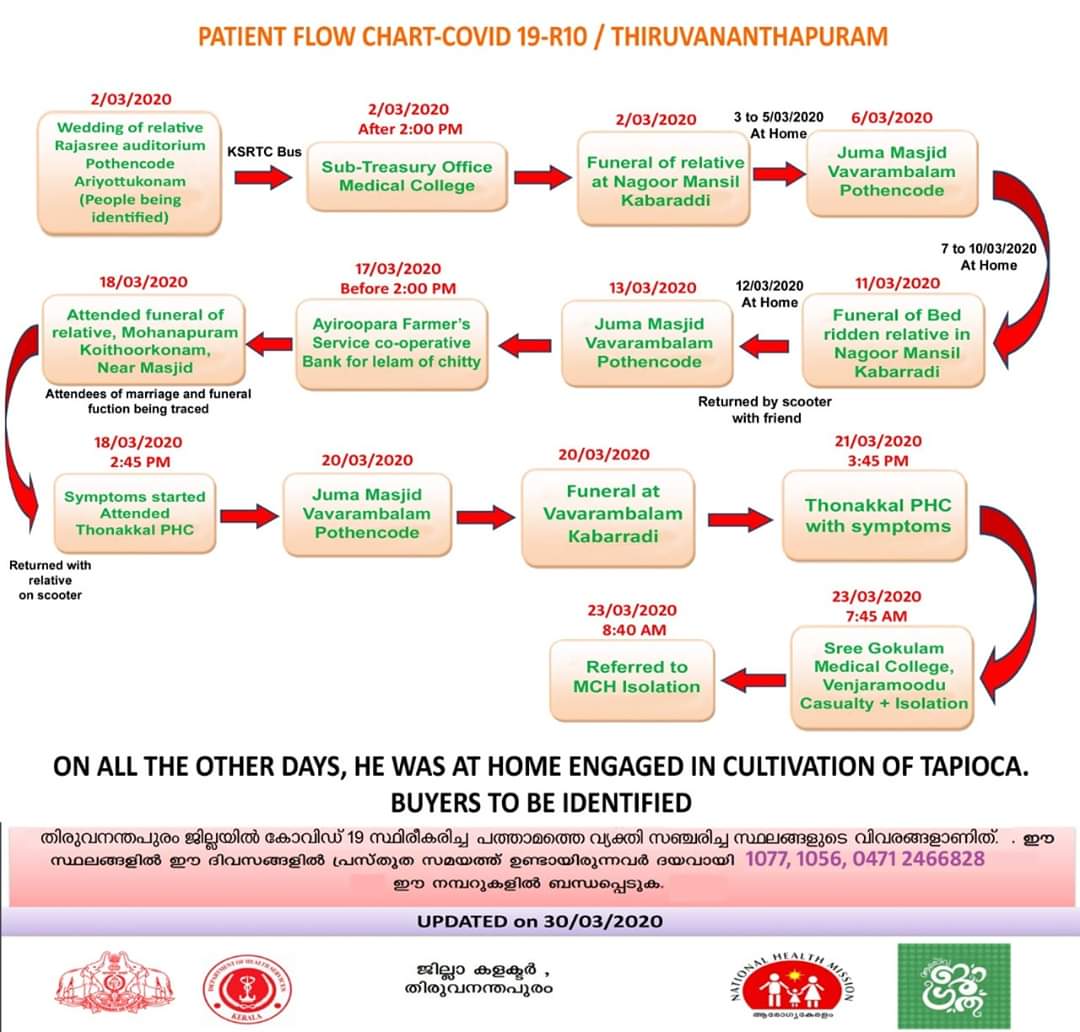 PATIENT FLOW CHART-COVID 19-R10 / THIRUVANANTHAPURAM
2/03/2020
Wedding of relative
Rajasree auditorium
Pothencode
Ariyottukonam
(People being
identified)
KSRTC Bus
2/03/2020
After 2:00 PM
Sub-Treasury Office
Medical College
2/03/2020
Funeral of relative
at Nagoor Mansil
Kabaraddi
3 to 5/03/2020
At Home
6/03/2020
Juma Masjid
Vavarambalam
Pothencode
7 to 10/03/2020
At Home
11/03/2020
Funeral of Bed
ridden relative in
Nagoor Mansil
Kabarradi
12/03/2020
At Home
Returned by scooter
with friend
13/03/2020
Juma Masjid
Vavarambalam
Pothencode
17/03/2020
Before 2:00 PM
Ayiroopara Farmer's
Service co-operative
Bank for lelam of chitty
18/03/2020
Attended funeral of
relative, Mohanapuram
Koithoorkonam,
Near Masjid
Attendees of marriage and funeral
fuction being traced
18/03/2020
2:45 PM
Symptoms started
Attended
Thonakkal PHC
Returned with
relative
on scooter
20/03/2020
Juma Masjid
Vavarambalam
Pothencode
20/03/2020
Funeral at
Vavarambalam
Kabarradi
21/03/2020
3:45 PM
Thonakkal PHC
with symptoms
23/03/2020
7:45 AM
Sree Gokulam
Medical College,
Venjaramoodu
Casualty + Isolation
23/03/2020
8:40 AM
Referred to
MCH Isolation
ON ALL THE OTHER DAYS, HE WAS AT HOME ENGAGED IN CULTIVATION OF TAPIOCA.
BUYERS TO BE IDENTIFIED
തിരുവനന്തപുരം ജില്ലയിൽ കോവിഡ് 19 സ്ഥിരീകരിച്ച പത്താമത്തെ വ്യക്തി സഞ്ചരിച്ച സ്ഥലങ്ങളുടെ വിവരങ്ങളാണിത്. . ഈ
സ്ഥലങ്ങളിൽ ഈ ദിവസങ്ങളിൽ പ്രസ്തുത സമയത്ത് ഉണ്ടായിരുന്നവർ ദയവായി 1077, 1056, 0471 2466828
ഈ നമ്പറുകളിൽ ബന്ധപ്പെടുക.
UPDATED on 30/03/2020
DEPARTMENT OF HEALTH SERVICES
KERALA
ജില്ലാ കളക്ടർ ,
തിരുവനന്തപുരം
NATIONAL HEALTH MISSION
ആരോഗ്യകേരളം